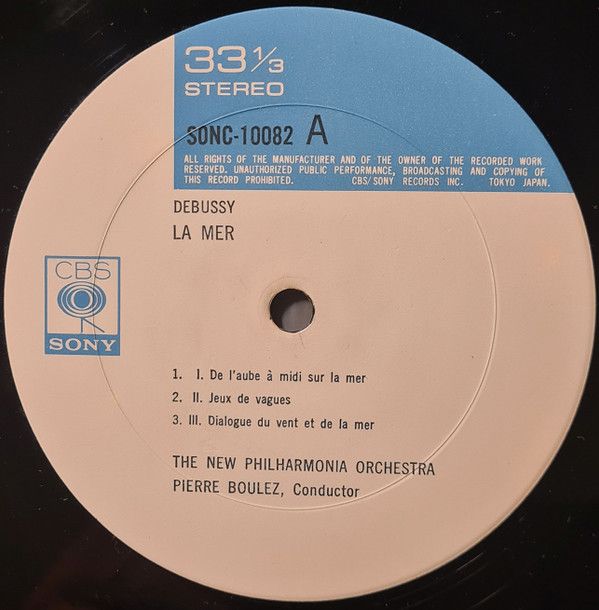 33 1/3
STEREO
SONC-10082 A
ALL RIGHTS OF THE MANUFACTURER AND OF THE OWNER OF THE RECORDED WORK
RESERVED. UNAUTHORIZED PUBLIC PERFORMANCE, BROADCASTING AND COPYING OF
THIS RECORD PROHIBITED. CBS/SONY RECORDS INC. TOKYO JAPAN.
DEBUSSY
LA MER
CBS
SONY
1. I. De l'aube à midi sur la mer
2. II. Jeux de vagues
3. III. Dialogue du vent et de la mer
THE NEW PHILHARMONIA ORCHESTRA
PIERRE BOULEZ, Conductor